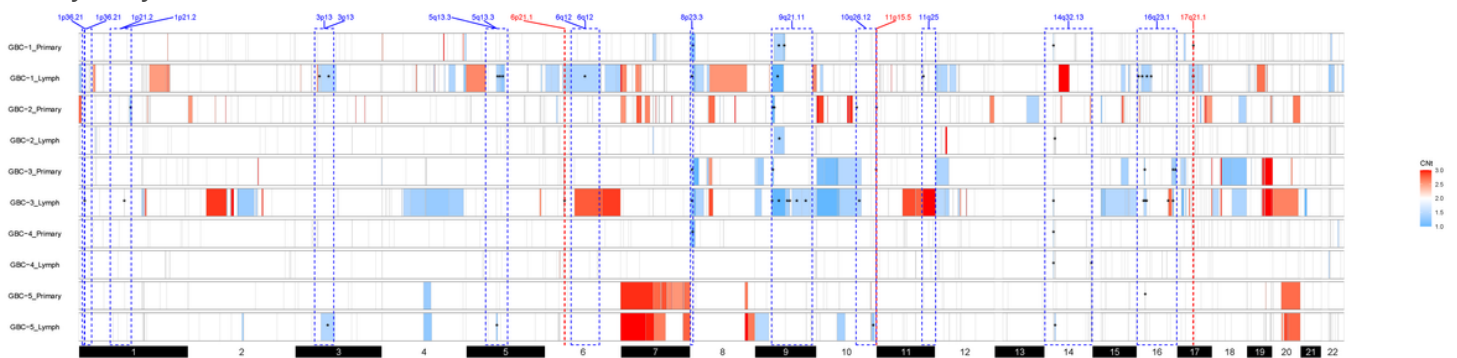 1p36.21 1p36.21 1p21.2 1p21.2 3p13 3p13 5q13.3 5q13.3 6p21.1 6q12 6q12 8p23.3 9q21.11 10q26.12 11p15.5 11q25 14q32.13 16q23.1 17q21.1
GBC-1_Primary
GBC-1_Lymph
GBC-2_Primary
GBC-2_Lymph
GBC-3_Primary
GBC-3_Lymph
GBC-4_Primary
GBC-4_Lymph
GBC-5_Primary
GBC-5_Lymph
CNt
3.0
2.5
2.0
1.5
1.0
1 2 3 4 5 6 7 8 9 10 11 12 13 14 15 16 17 18 19 20 21 22